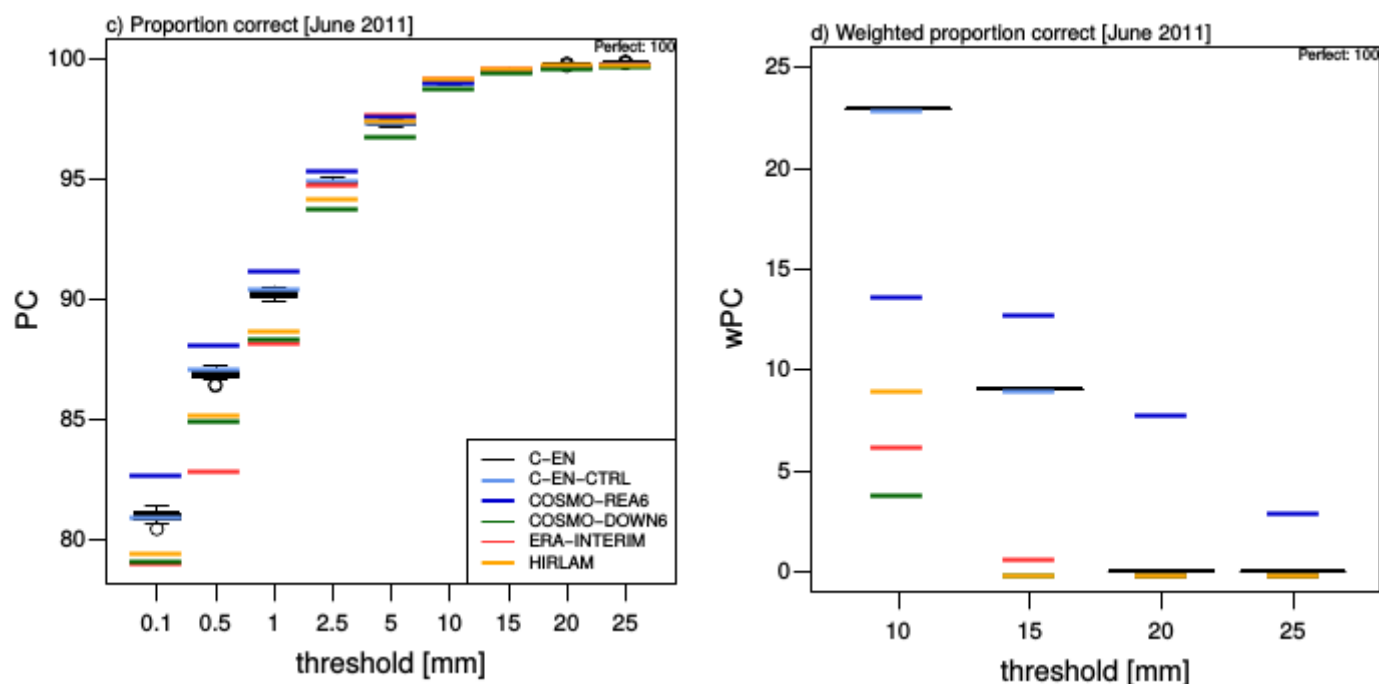 c) Proportion correct [June 2011]
Perfect: 100
100
95
90
85
80
PC
C-EN
C-EN-CTRL
COSMO-REA6
COSMO-DOWN6
ERA-INTERIM
HIRLAM
0.1 0.5 1 2.5 5 10 15 20 25
threshold [mm]
d) Weighted proportion correct [June 2011]
Perfect: 100
25
20
15
10
5
0
wPC
10 15 20 25
threshold [mm]